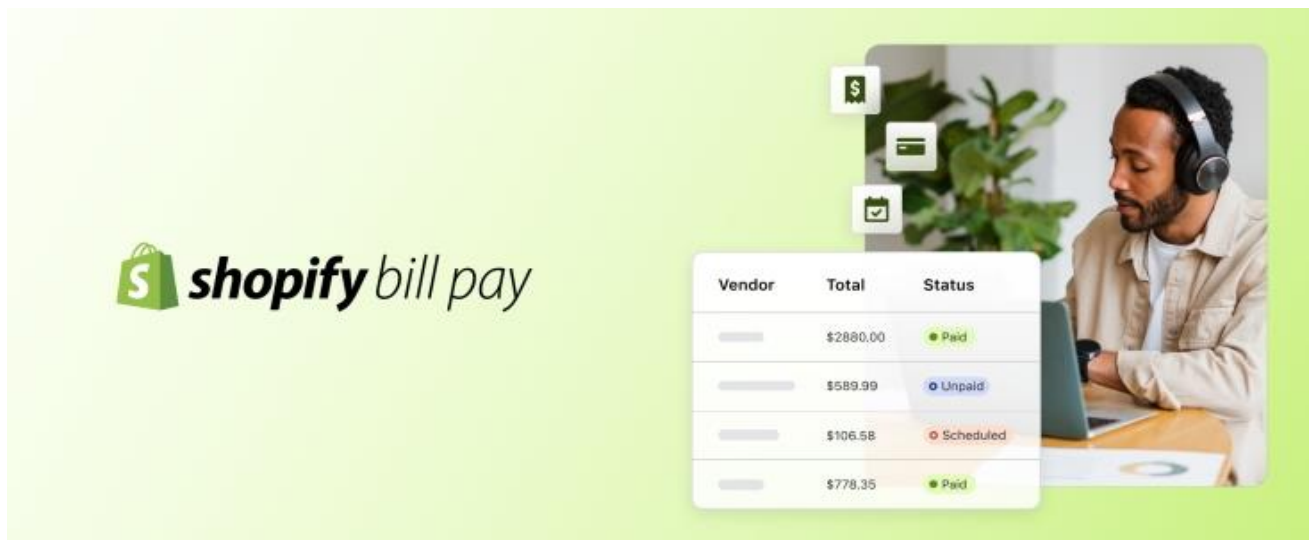 shopify bill pay
Vendor Total Status
$2880.00 Paid
$589.99 Unpaid
$106.58 Scheduled
$778.35 Paid